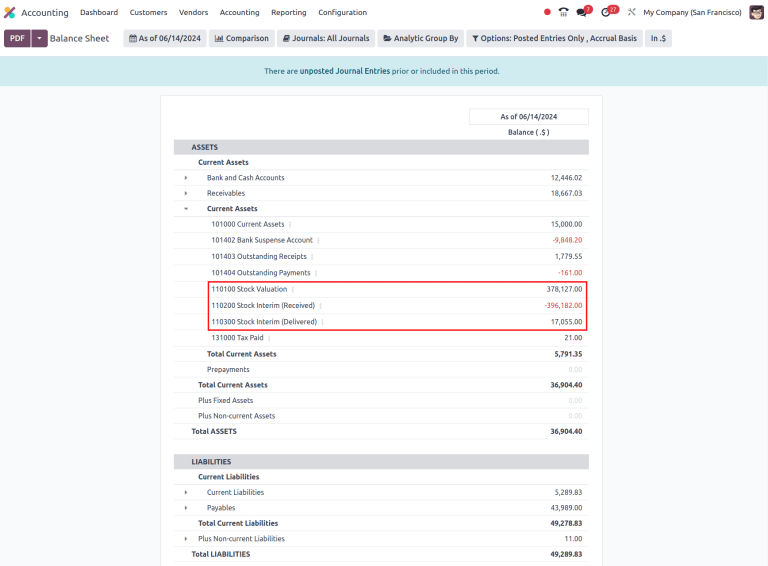 Accounting Dashboard Customers Vendors Accounting Reporting Configuration 7 27 My Company (San Francisco)
PDF Balance Sheet As of 06/14/2024 Comparison Journals: All Journals Analytic Group By Options: Posted Entries Only , Accrual Basis In .$
There are unposted Journal Entries prior or included in this period.
As of 06/14/2024
Balance ( .$ )
ASSETS
Current Assets
Bank and Cash Accounts 12,446.02
Receivables 18,667.03
Current Assets
101000 Current Assets 15,000.00
101402 Bank Suspense Account -9,848.20
101403 Outstanding Receipts 1,779.55
101404 Outstanding Payments -161.00
110100 Stock Valuation 378,127.00
110200 Stock Interim (Received) -396,182.00
110300 Stock Interim (Delivered) 17,055.00
131000 Tax Paid 21.00
Total Current Assets 5,791.35
Prepayments 0.00
Total Current Assets 36,904.40
Plus Fixed Assets 0.00
Plus Non-current Assets 0.00
Total ASSETS 36,904.40
LIABILITIES
Current Liabilities
Current Liabilities 5,289.83
Payables 43,989.00
Total Current Liabilities 49,278.83
Plus Non-current Liabilities 11.00
Total LIABILITIES 49,289.83